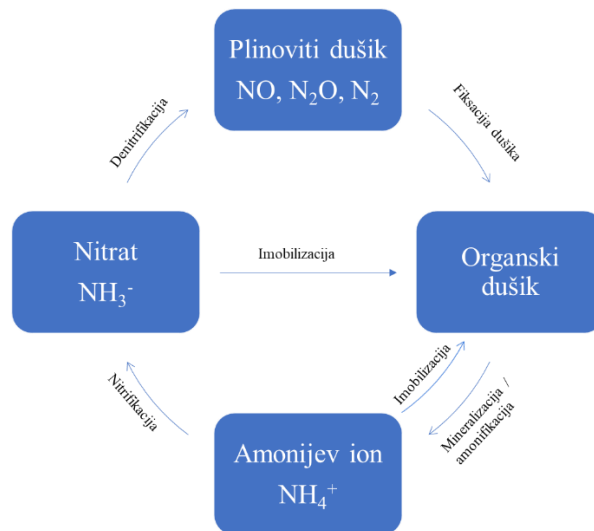 Plinoviti dušik
NO, N₂O, N₂
Denitrifikacija
Fiksacija dušika
Nitrat
NH₃⁻
Imobilizacija
Organski
dušik
Nitrifikacija
Imobilizacija
Mineralizacija /
amonifikacija
Amonijev ion
NH₄⁺